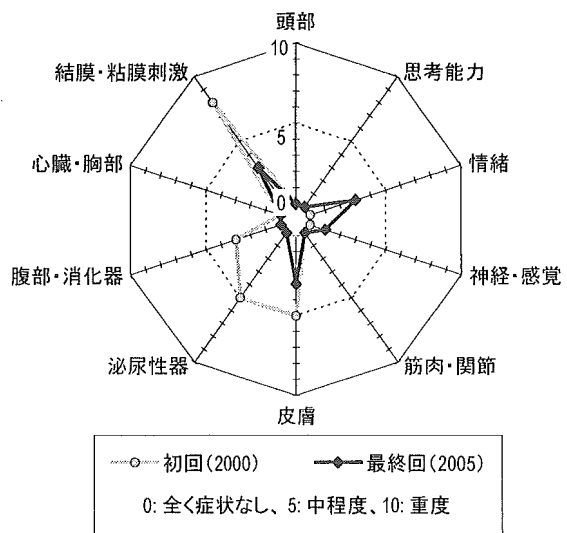 頭部
10
結膜・粘膜刺激
思考能力
5
心臓・胸部
情緒
0
腹部・消化器
神経・感覚
泌尿性器
筋肉・関節
皮膚
初回(2000) 最終回(2005)
0: 全く症状なし、5: 中程度、10: 重度